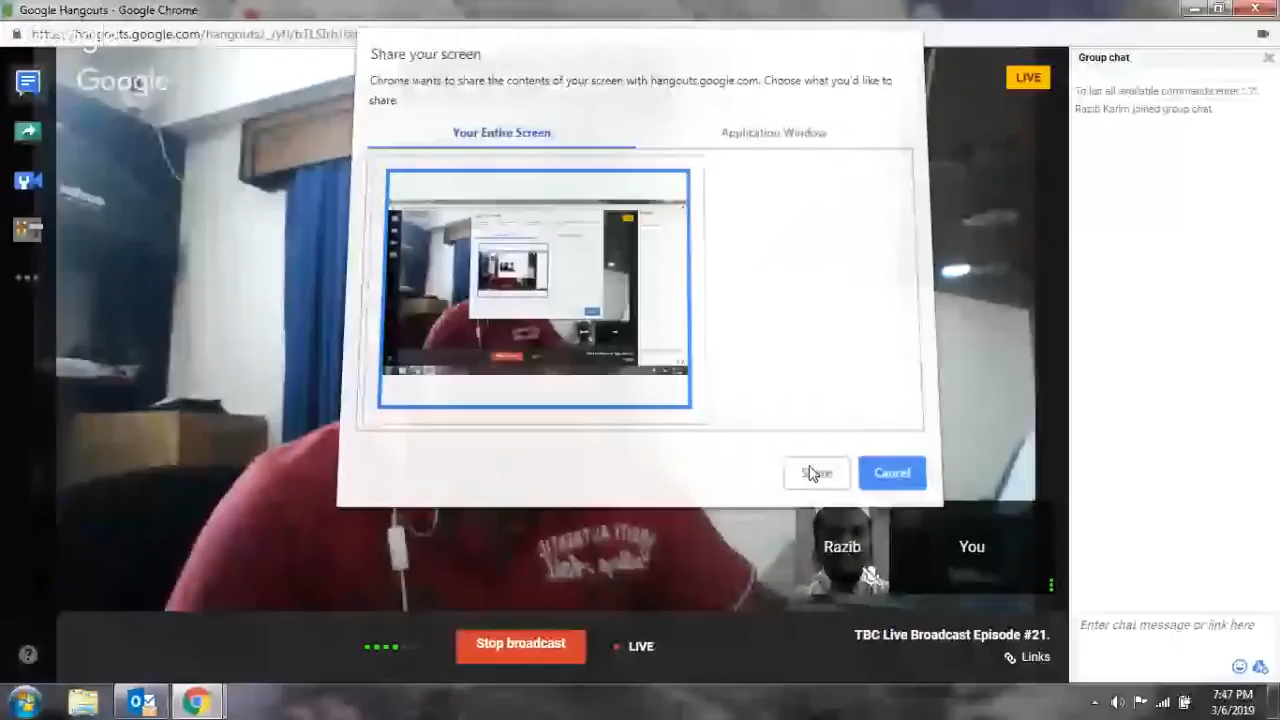 Google Hangouts - Google Chrome
Google
Share your screen
Chrome wants to share the contents of your screen with hangouts.google.com. Choose what you'd like to
share.
Your Entire Screen
Application Window
Share
Cancel
LIVE
Group chat
Razib Karim joined group chat.
Razib
You
Stop broadcast
LIVE
TBC Live Broadcast Episode #21.
Links
Enter chat message or link here
7:47 PM
3/6/2019